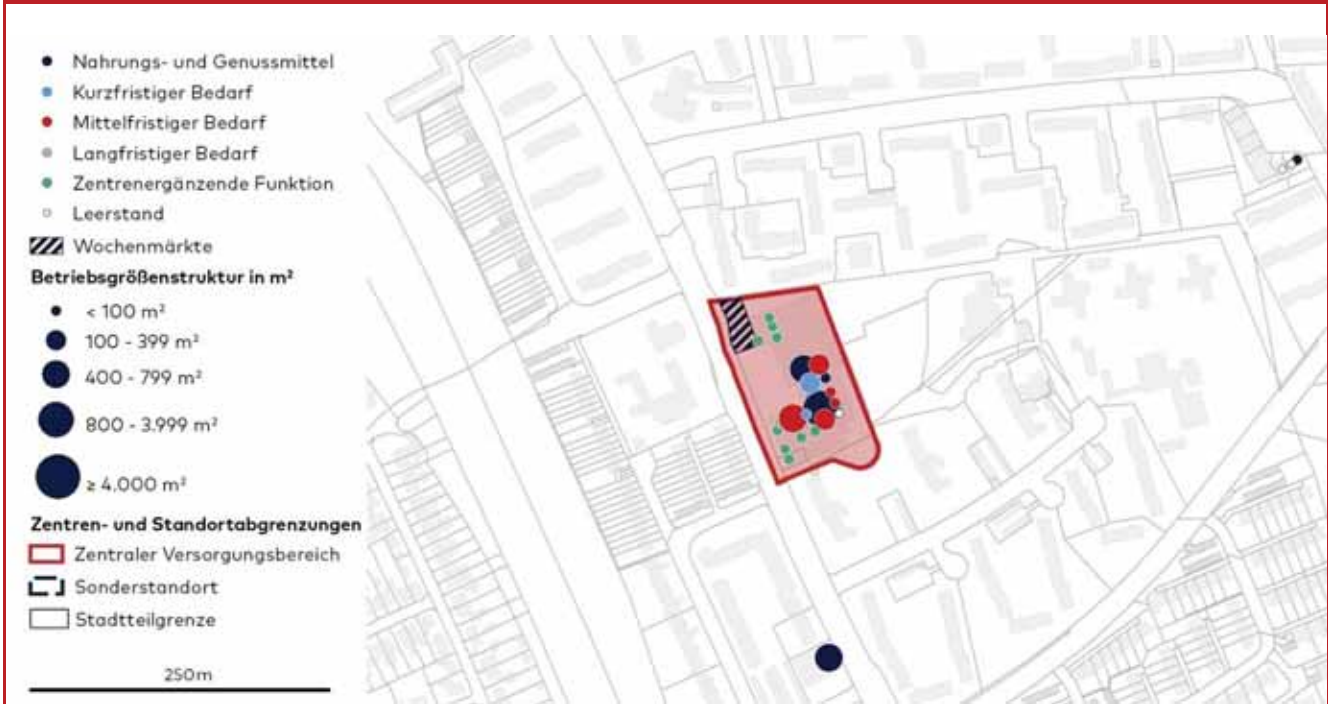 Nahrungs- und Genussmittel
Kurzfristiger Bedarf
Mittelfristiger Bedarf
Langfristiger Bedarf
Zentrenergänzende Funktion
Leerstand
Wochenmärkte
Betriebsgrößenstruktur in m²
< 100 m²
100 - 399 m²
400 - 799 m²
800 - 3.999 m²
≥ 4.000 m²
Zentren- und Standortabgrenzungen
Zentraler Versorgungsbereich
Sonderstandort
Stadtteilgrenze
250m